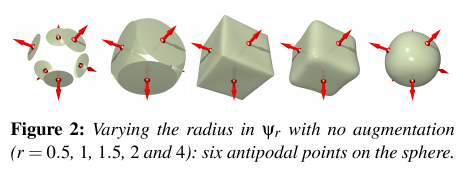 Figure 2: Varying the radius in ψr with no augmentation
(r = 0.5, 1, 1.5, 2 and 4): six antipodal points on the sphere.